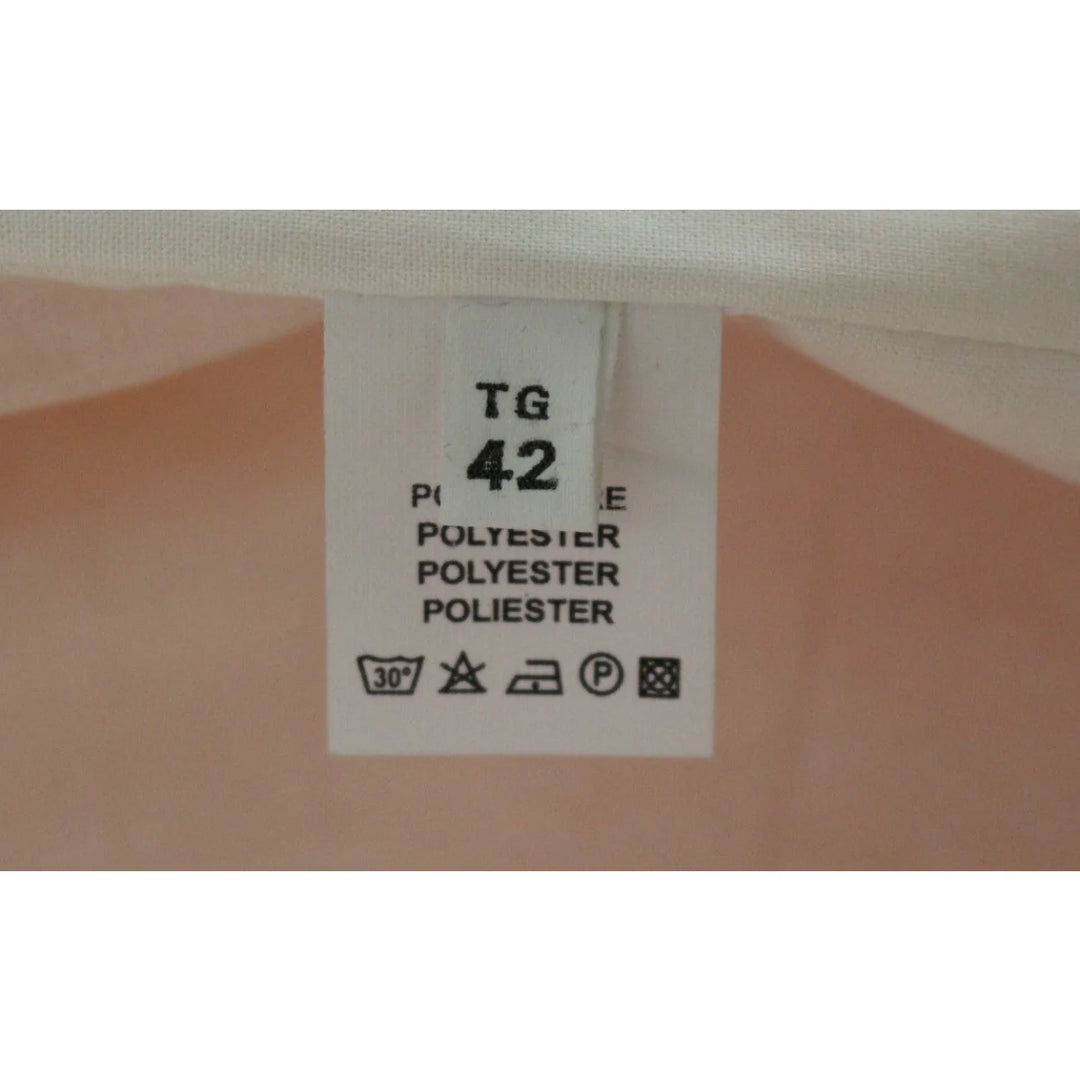 TG
42
POLYESTER
POLYESTER
POLIESTER
30°
P